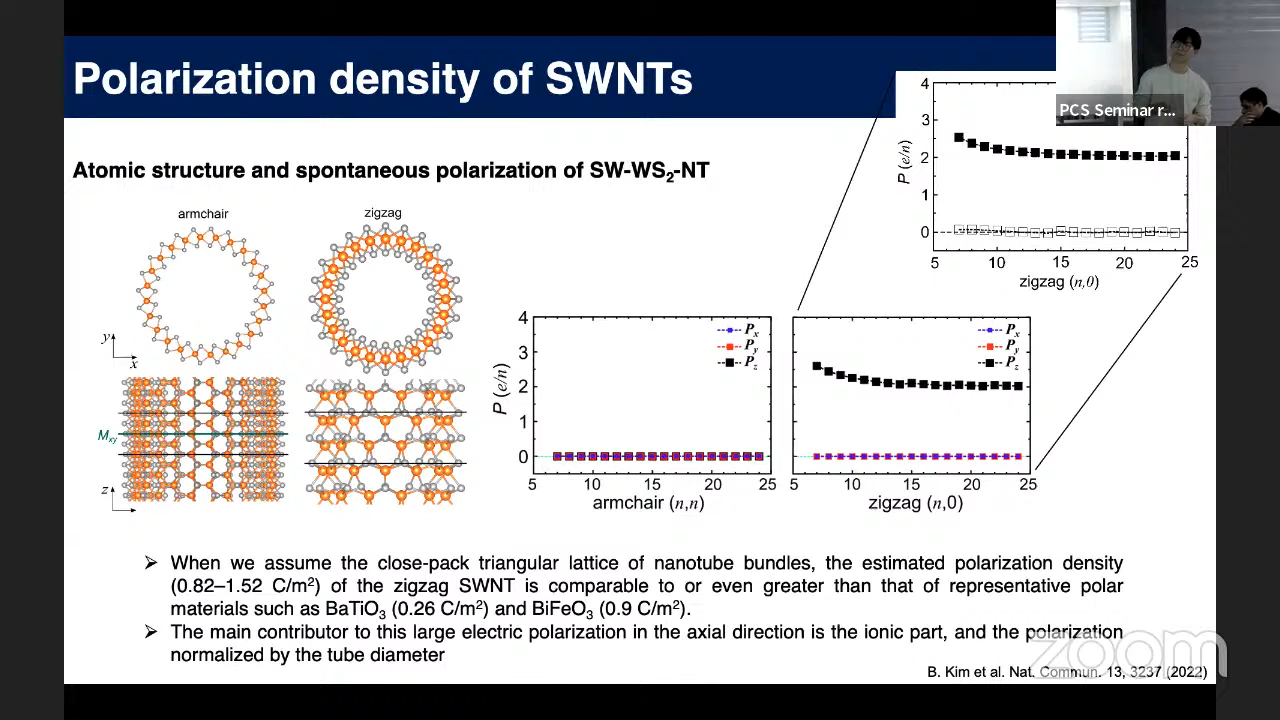 Polarization density of SWNTs
PCS Seminar r...
Atomic structure and spontaneous polarization of SW-WS₂-NT
armchair
zigzag
y
x
Mxy
z
4
3
2
1
0
P (e/n)
5
10
15
20
25
zigzag (n,0)
4
3
2
1
0
P (e/n)
Px
Py
Pz
5
10
15
20
25
armchair (n,n)
Px
Py
Pz
5
10
15
20
25
zigzag (n,0)
➢ When we assume the close-pack triangular lattice of nanotube bundles, the estimated polarization density
(0.82–1.52 C/m²) of the zigzag SWNT is comparable to or even greater than that of representative polar
materials such as BaTiO₃ (0.26 C/m²) and BiFeO₃ (0.9 C/m²).
➢ The main contributor to this large electric polarization in the axial direction is the ionic part, and the polarization
normalized by the tube diameter
zoom
B. Kim et al. Nat. Commun. 13, 3237 (2022)